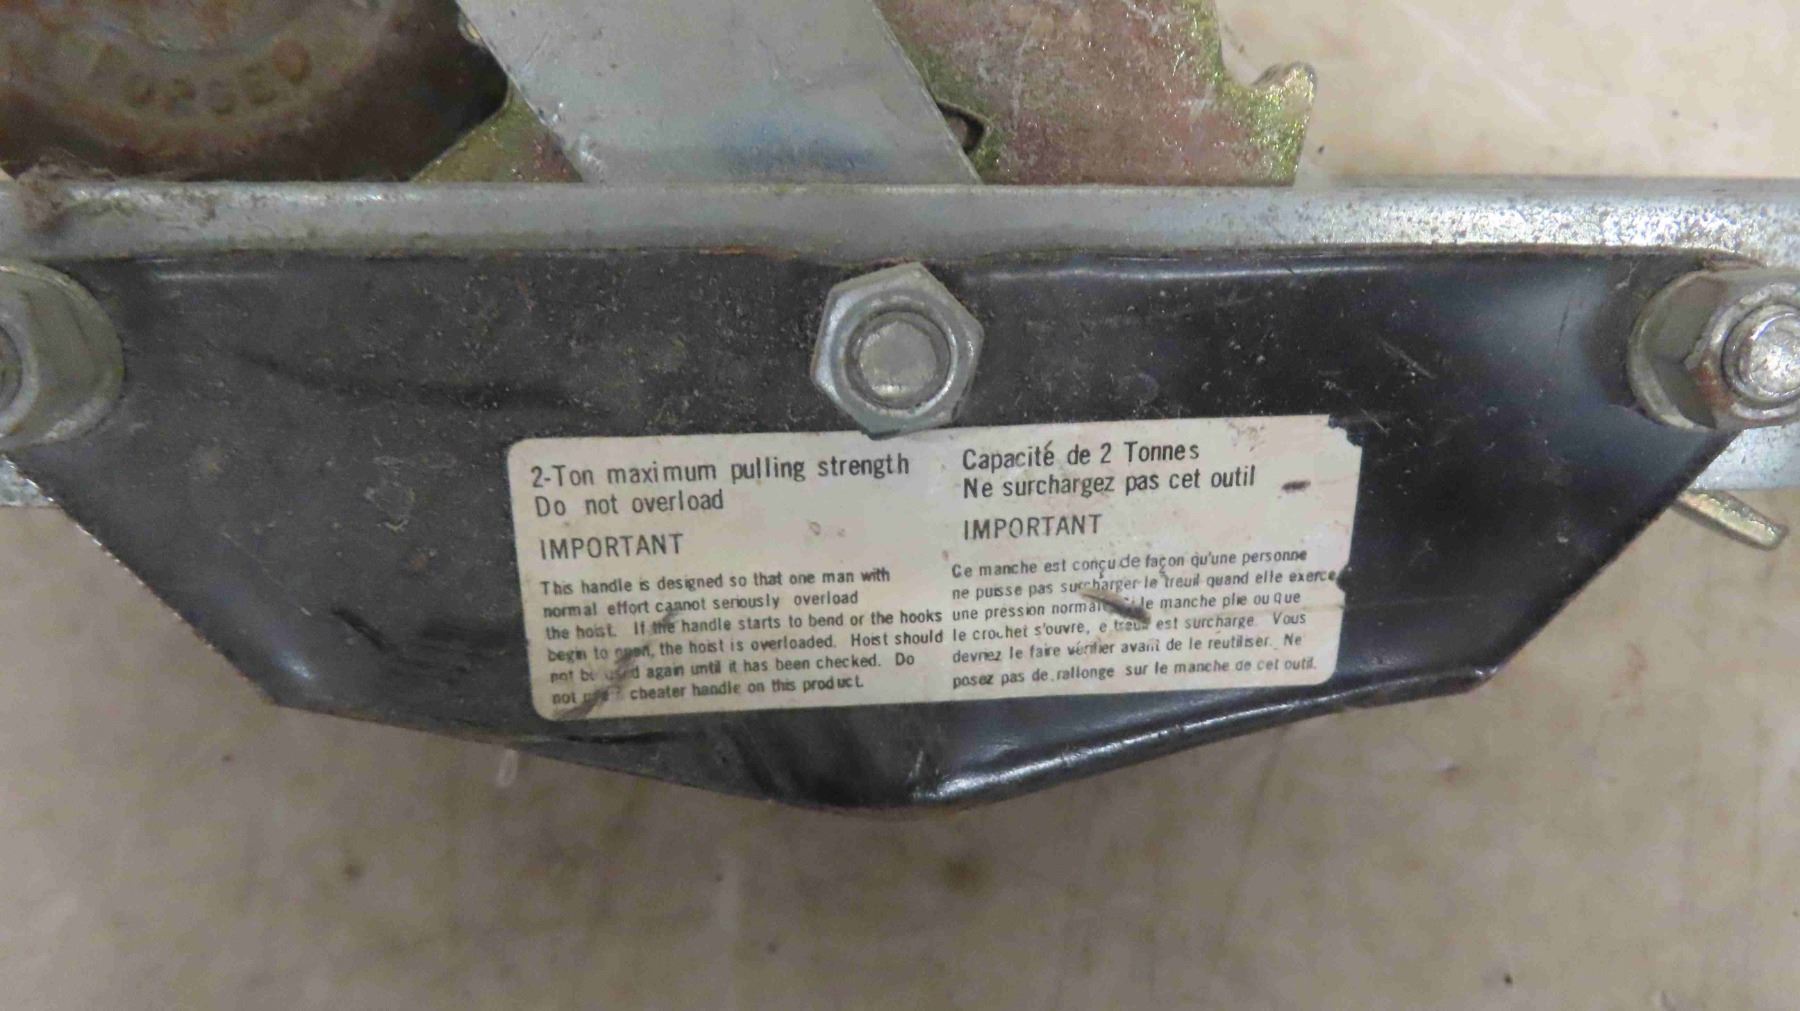 FORGED
2-Ton maximum pulling strength
Do not overload
IMPORTANT
This handle is designed so that one man with
normal effort cannot seriously overload
the hoist. If the handle starts to bend or the hooks
begin to open, the hoist is overloaded. Hoist should
not be used again until it has been checked. Do
not cheater handle on this product.
Capacité de 2 Tonnes
Ne surchargez pas cet outil
IMPORTANT
Ce manche est conçu de façon qu'une personne
ne puisse pas surcharger le treuil quand elle exerce
une pression normale. le manche plie ou que
le crochet s'ouvre, e treuil est surcharge. Vous
devriez le faire vérifier avant de le reutiliser. Ne
posez pas de rallonge sur le manche de cet outil.